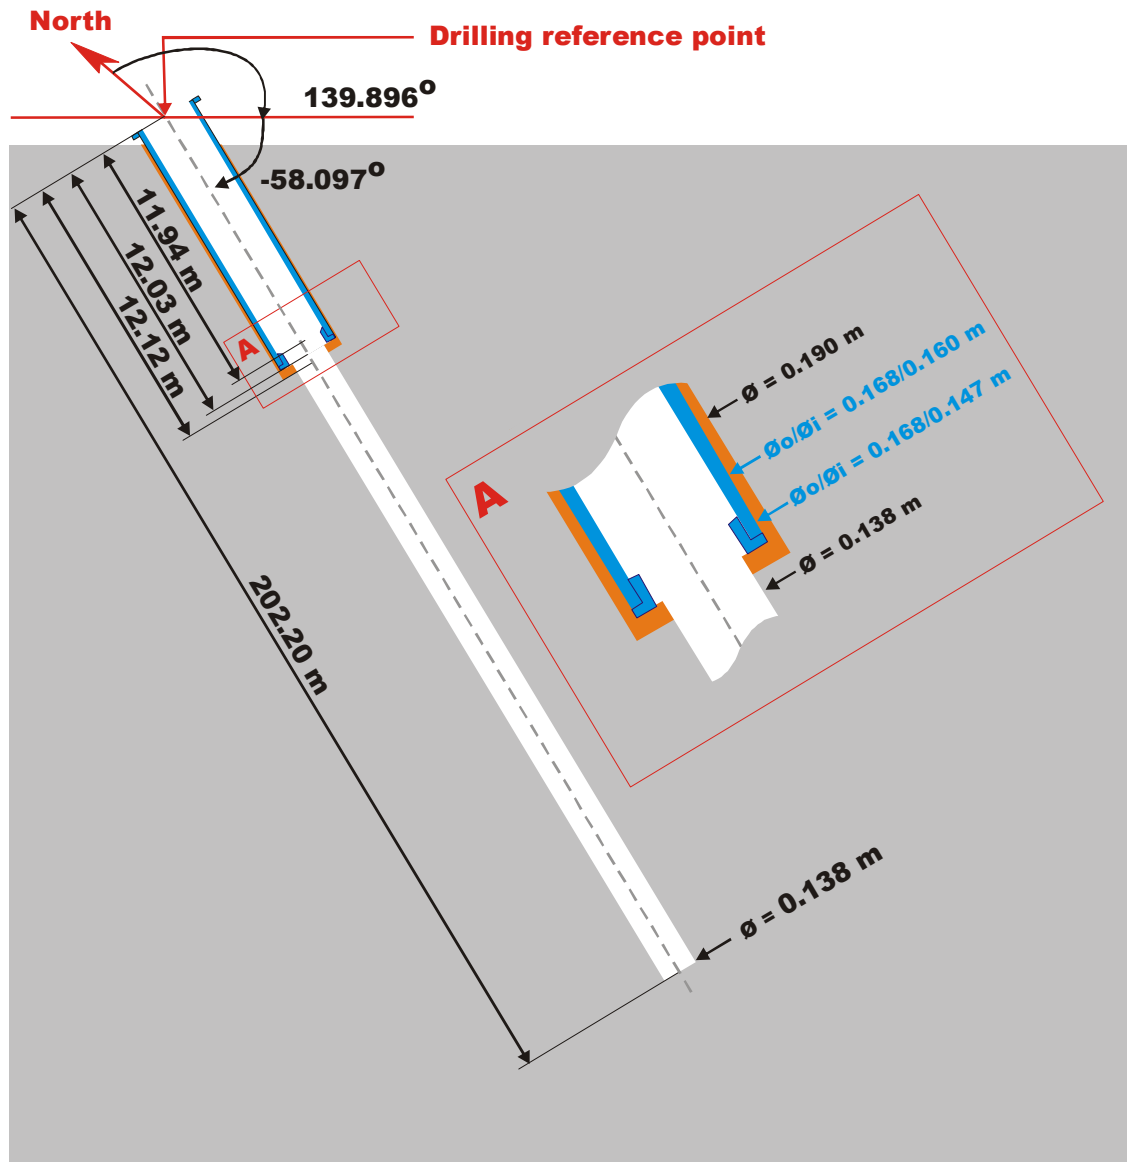 North
Drilling reference point
139.896°
-58.097°
11.94 m
12.03 m
12.12 m
A
Ø = 0.190 m
Øo/Øi = 0.168/0.160 m
Øo/Øi = 0.168/0.147 m
A
Ø = 0.138 m
202.20 m
Ø = 0.138 m